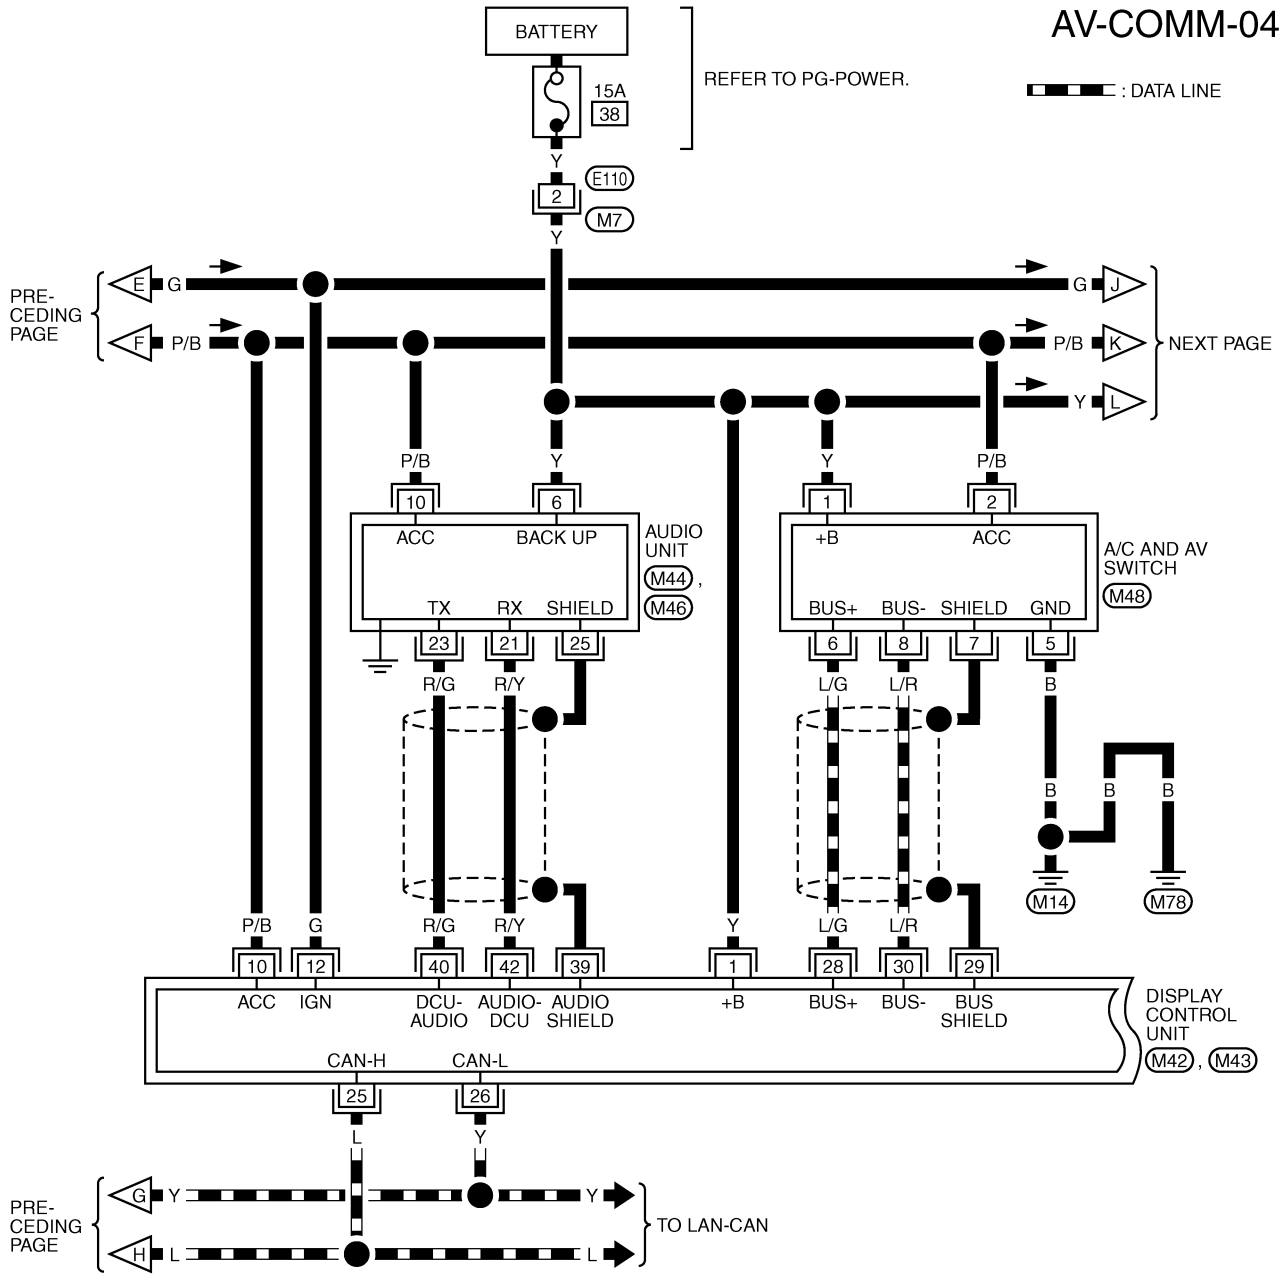 AV-COMM-04
BATTERY
15A
38
REFER TO PG-POWER.
: DATA LINE
Y
E110
2
M7
Y
PRE-
CEDING
PAGE
E G
F P/B
G J
P/B K
Y L
NEXT PAGE
P/B Y Y P/B
10 6 1 2
ACC BACK UP +B ACC
AUDIO
UNIT
M44 ,
M46
A/C AND AV
SWITCH
M48
TX RX SHIELD BUS+ BUS- SHIELD GND
23 21 25 6 8 7 5
R/G R/Y L/G L/R B
B B B
M14 M78
P/B G R/G R/Y Y L/G L/R
10 12 40 42 39 1 28 30 29
ACC IGN DCU- AUDIO- AUDIO +B BUS+ BUS- BUS
AUDIO DCU SHIELD SHIELD
DISPLAY
CONTROL
UNIT
M42 , M43
CAN-H CAN-L
25 26
L Y
PRE-
CEDING
PAGE
G Y Y
H L L
TO LAN-CAN